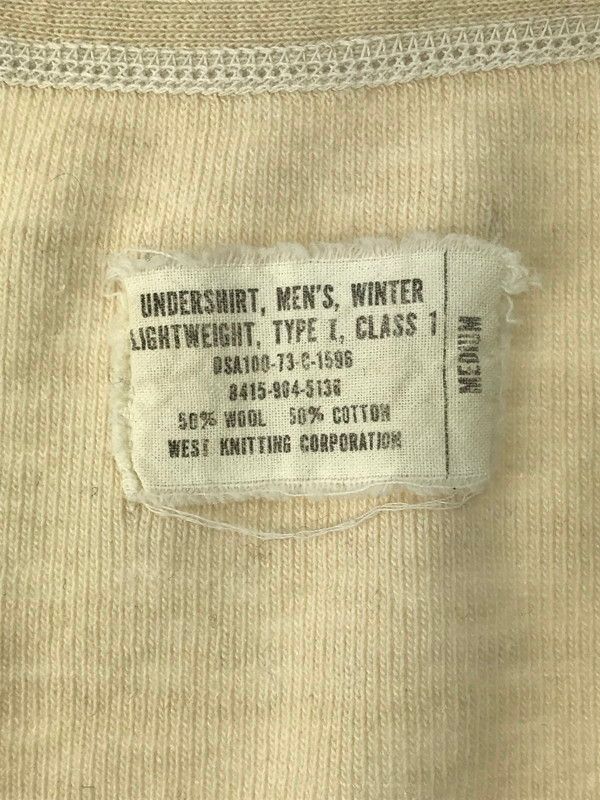 UNDERSHIRT, MEN'S, WINTER
LIGHTWEIGHT, TYPE I, CLASS 1
DSA100-73-C-1596
8415-904-5136
50% WOOL 50% COTTON
WEST KNITTING CORPORATION
MEDIUM